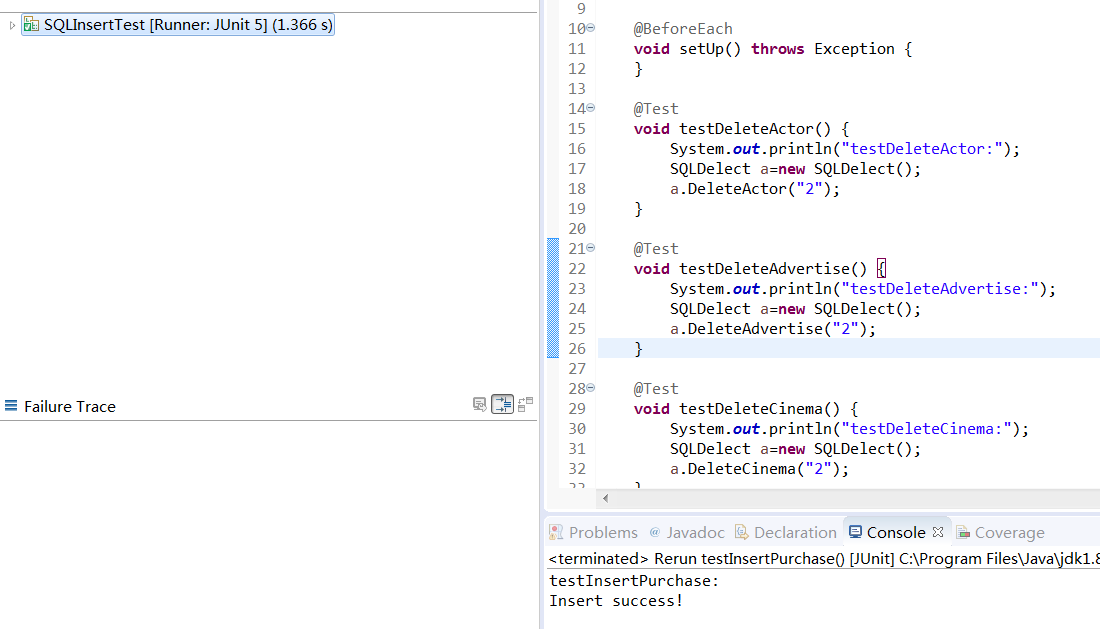 SQLInsertTest [Runner: JUnit 5] (1.366 s)
Failure Trace
9
10 @BeforeEach
11 void setUp() throws Exception {
12 }
13
14 @Test
15 void testDeleteActor() {
16 System.out.println("testDeleteActor:");
17 SQLDelect a=new SQLDelect();
18 a.DeleteActor("2");
19 }
20
21 @Test
22 void testDeleteAdvertise() {
23 System.out.println("testDeleteAdvertise:");
24 SQLDelect a=new SQLDelect();
25 a.DeleteAdvertise("2");
26 }
27
28 @Test
29 void testDeleteCinema() {
30 System.out.println("testDeleteCinema:");
31 SQLDelect a=new SQLDelect();
32 a.DeleteCinema("2");
33 }
Problems @ Javadoc Declaration Console Coverage
<terminated> Rerun testInsertPurchase() [JUnit] C:\Program Files\Java\jdk1.8
testInsertPurchase:
Insert success!